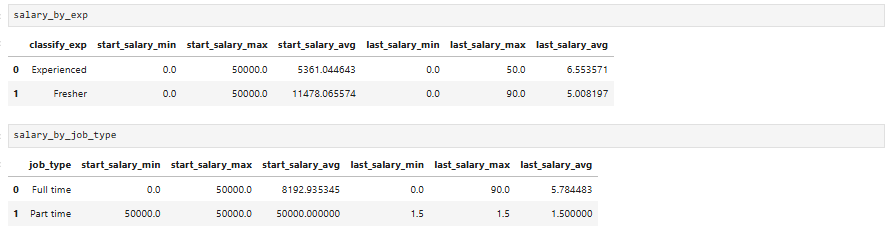 salary_by_exp
classify_exp start_salary_min start_salary_max start_salary_avg last_salary_min last_salary_max last_salary_avg
0 Experienced 0.0 50000.0 5361.044643 0.0 50.0 6.553571
1 Fresher 0.0 50000.0 11478.065574 0.0 90.0 5.008197
salary_by_job_type
job_type start_salary_min start_salary_max start_salary_avg last_salary_min last_salary_max last_salary_avg
0 Full time 0.0 50000.0 8192.935345 0.0 90.0 5.784483
1 Part time 50000.0 50000.0 50000.000000 1.5 1.5 1.500000